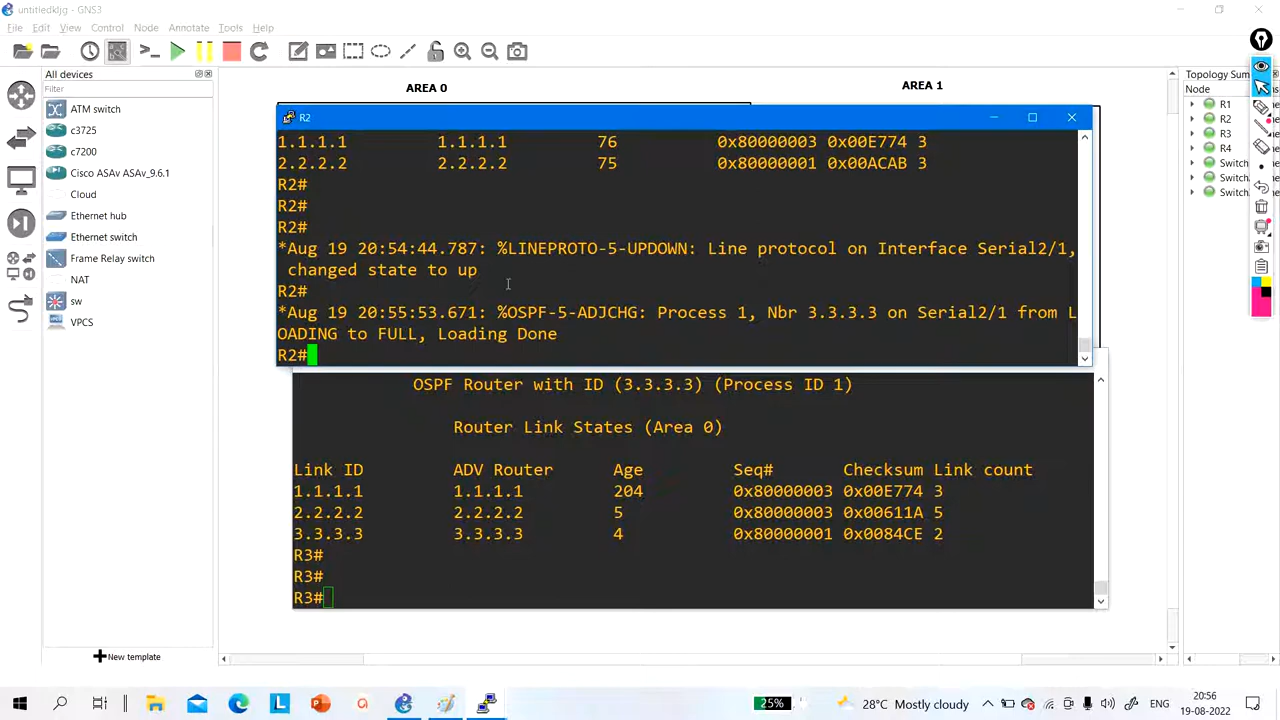 untitledkljg - GNS3
File Edit View Control Node Annotate Tools Help
All devices
Filter
ATM switch
c3725
c7200
Cisco ASAv ASAv_9.6.1
Cloud
Ethernet hub
Ethernet switch
Frame Relay switch
NAT
sw
VPCS
New template
AREA 0
AREA 1
R2
1.1.1.1 1.1.1.1 76 0x80000003 0x00E774 3
2.2.2.2 2.2.2.2 75 0x80000001 0x00ACAB 3
R2#
R2#
R2#
*Aug 19 20:54:44.787: %LINEPROTO-5-UPDOWN: Line protocol on Interface Serial2/1,
changed state to up
R2#
*Aug 19 20:55:53.671: %OSPF-5-ADJCHG: Process 1, Nbr 3.3.3.3 on Serial2/1 from L
OADING to FULL, Loading Done
R2#
OSPF Router with ID (3.3.3.3) (Process ID 1)
Router Link States (Area 0)
Link ID ADV Router Age Seq# Checksum Link count
1.1.1.1 1.1.1.1 204 0x80000003 0x00E774 3
2.2.2.2 2.2.2.2 5 0x80000003 0x00611A 5
3.3.3.3 3.3.3.3 4 0x80000001 0x0084CE 2
R3#
R3#
R3#
Topology Sum
Node
R1
R2
R3
R4
Switch
Switch
Switch
25%
28°C Mostly cloudy
ENG
20:56
19-08-2022